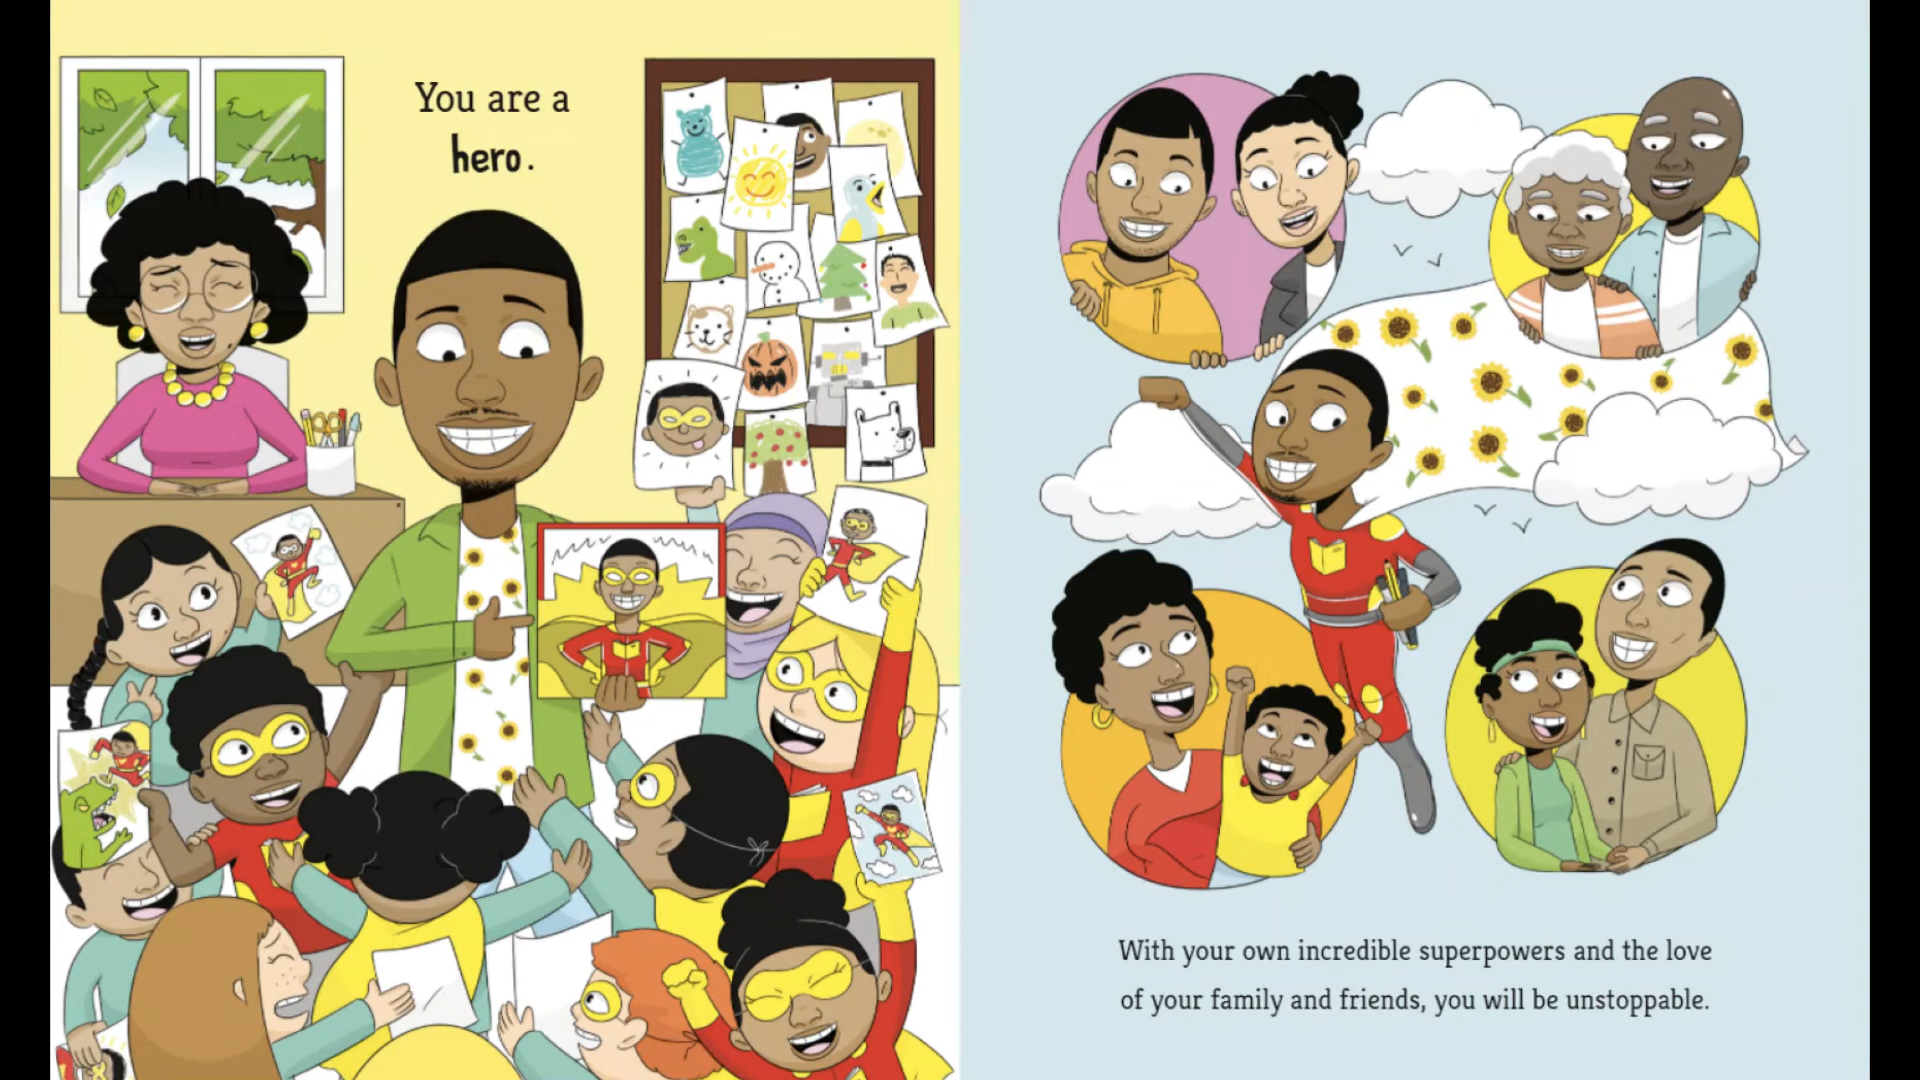 You are a
hero.
With your own incredible superpowers and the love
of your family and friends, you will be unstoppable.